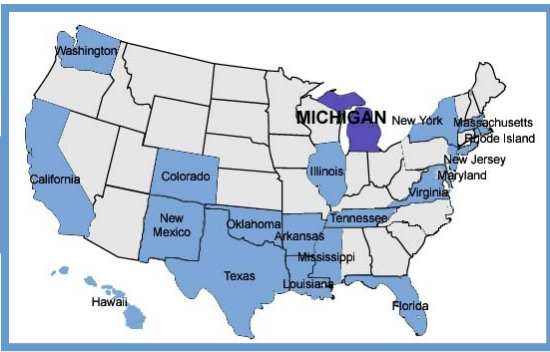 Washington
MICHIGAN
New York
Massachusetts
Rhode Island
New Jersey
Maryland
Illinois
Colorado
California
Virginia
New
Mexico
Oklahoma
Tennessee
Arkansas
Mississippi
Texas
Louisiana
Hawaii
Florida